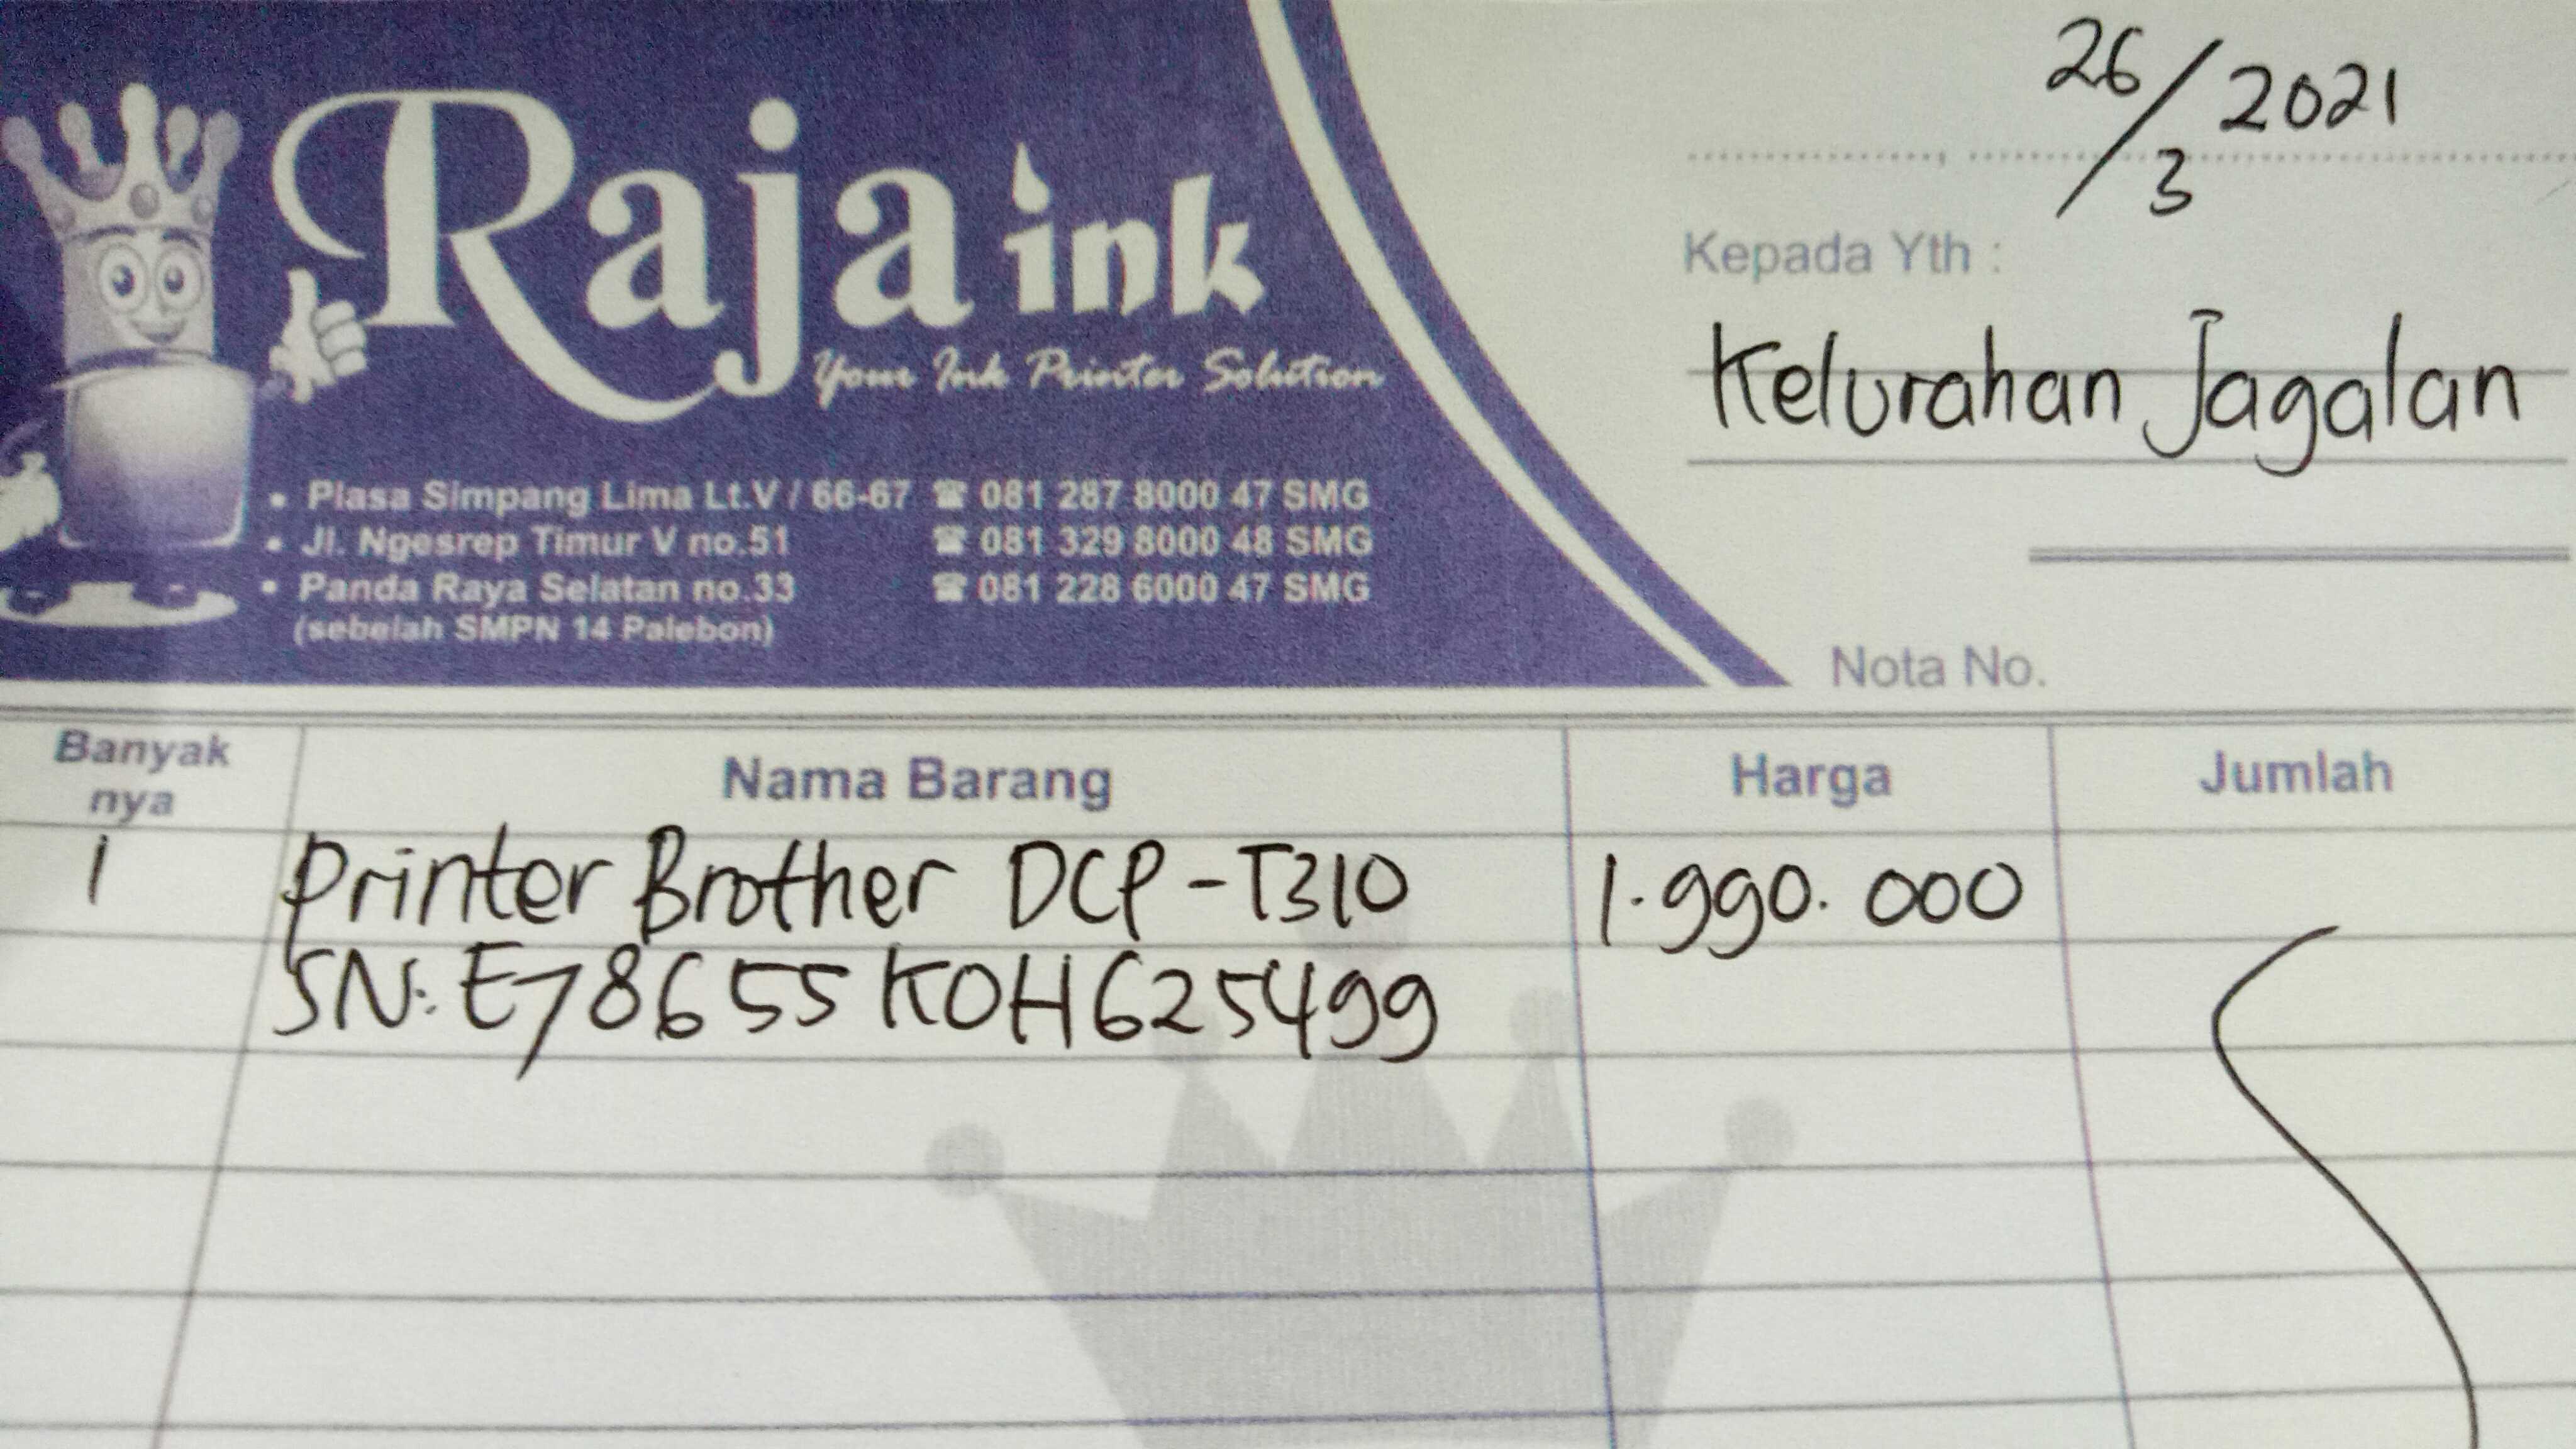 Raja ink
Your Ink Printer Solution
• Plasa Simpang Lima Lt.V / 66-67 ☎ 081 287 8000 47 SMG
• Jl. Ngesrep Timur V no.51 ☎ 081 329 8000 48 SMG
• Panda Raya Selatan no.33 ☎ 081 228 6000 47 SMG
(sebelah SMPN 14 Palebon)
26/3 2021
Kepada Yth :
Kelurahan Jagalan
Nota No.
Banyak nya Nama Barang Harga Jumlah
1 Printer Brother DCP-T310 1.990.000
SN: E78655K0H625499